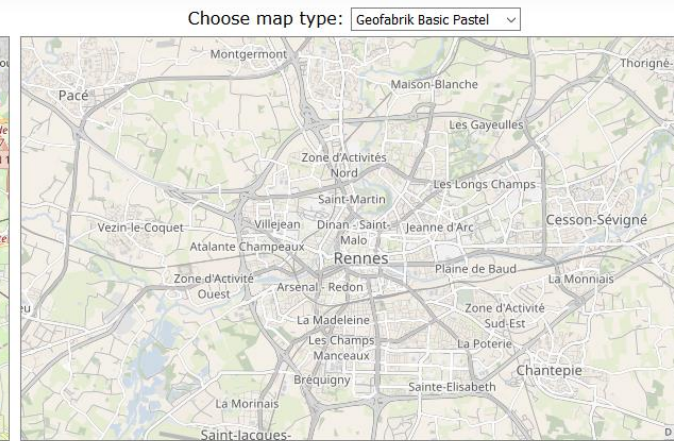 Choose map type: Geofabrik Basic Pastel
Montgermont
Thorigné-
Maison-Blanche
Pacé
Les Gayeulles
Zone d'Activités
Nord
Les Longs Champs
Saint-Martin
Cesson-Sévigné
Vezin-le-Coquet
Villejean
Dinan - Saint-
Malo
Jeanne d'Arc
Atalante Champeaux
Rennes
Plaine de Baud
Zone d'Activité
Ouest
Arsenal - Redon
La Monniais
Zone d'Activité
Sud-Est
La Madeleine
Les Champs
Manceaux
La Poterie
Chantepie
Bréquigny
Sainte-Elisabeth
La Morinais
Saint-Jacques-